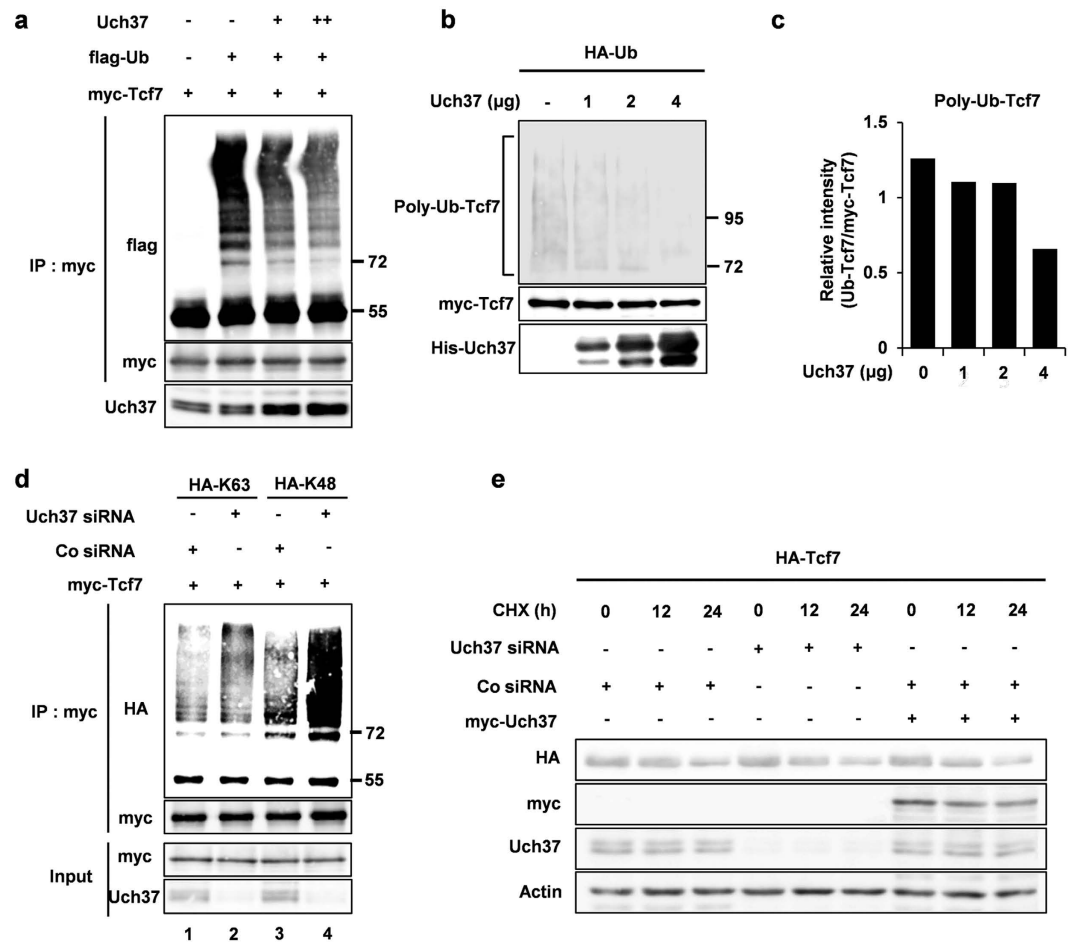 a
Uch37 - - + ++
flag-Ub - + + +
myc-Tcf7 + + + +
IP : myc
flag
72
55
myc
Uch37
b
HA-Ub
Uch37 (µg) - 1 2 4
Poly-Ub-Tcf7
95
72
myc-Tcf7
His-Uch37
c
Poly-Ub-Tcf7
Relative intensity
(Ub-Tcf7/myc-Tcf7)
1.5
1
0.5
0
Uch37 (µg) 0 1 2 4
d
HA-K63 HA-K48
Uch37 siRNA - + - +
Co siRNA + - + -
myc-Tcf7 + + + +
IP : myc
HA
72
55
myc
Input
myc
Uch37
1 2 3 4
e
HA-Tcf7
CHX (h) 0 12 24 0 12 24 0 12 24
Uch37 siRNA - - - + + + - - -
Co siRNA + + + - - - + + +
myc-Uch37 - - - - - - + + +
HA
myc
Uch37
Actin